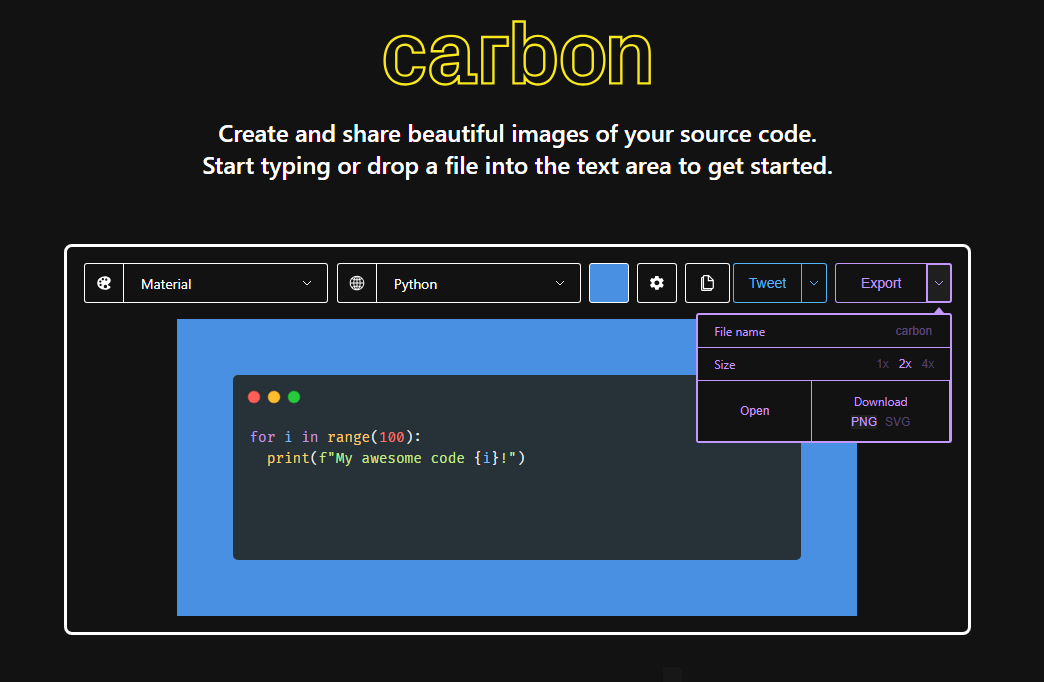 carbon
Create and share beautiful images of your source code.
Start typing or drop a file into the text area to get started.
Material
Python
Tweet
Export
File name carbon
Size 1x 2x 4x
Open
Download
PNG SVG
for i in range(100):
  print(f"My awesome code {i}!")